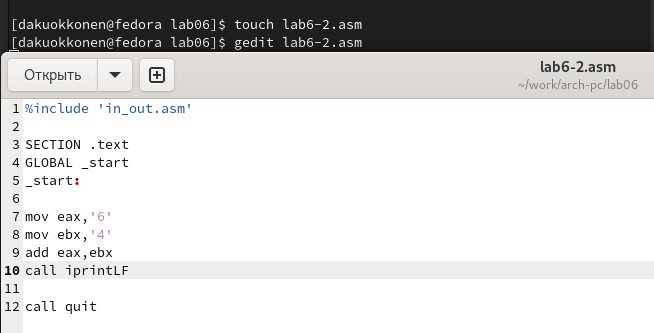 [dakuokkonen@fedora lab06]$ touch lab6-2.asm
[dakuokkonen@fedora lab06]$ gedit lab6-2.asm
Открыть
lab6-2.asm
~/work/arch-pc/lab06
1 %include 'in_out.asm'
2
3 SECTION .text
4 GLOBAL _start
5 _start:
6
7 mov eax,'6'
8 mov ebx,'4'
9 add eax,ebx
10 call iprintLF
11
12 call quit